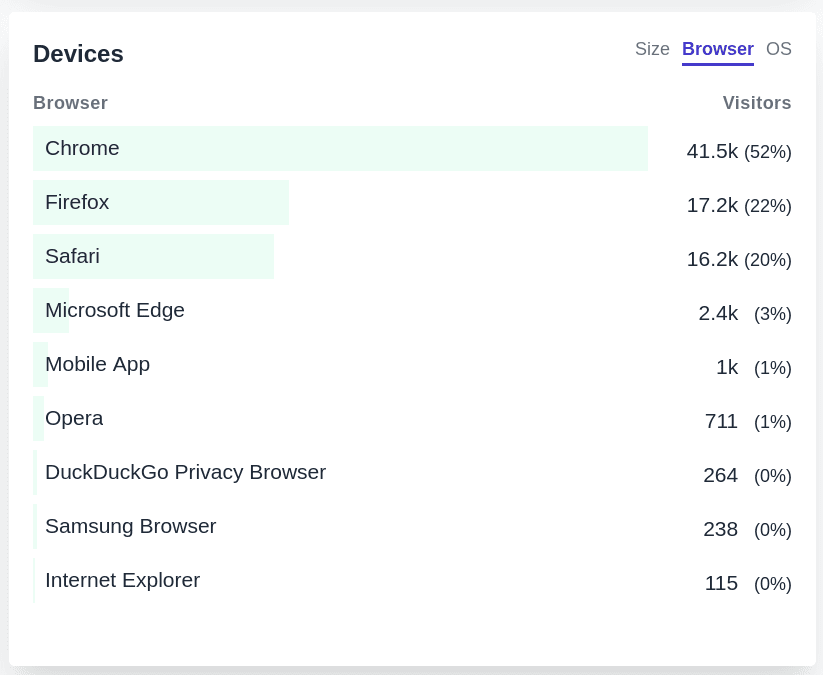 Devices Size Browser OS
Browser Visitors
Chrome 41.5k (52%)
Firefox 17.2k (22%)
Safari 16.2k (20%)
Microsoft Edge 2.4k (3%)
Mobile App 1k (1%)
Opera 711 (1%)
DuckDuckGo Privacy Browser 264 (0%)
Samsung Browser 238 (0%)
Internet Explorer 115 (0%)